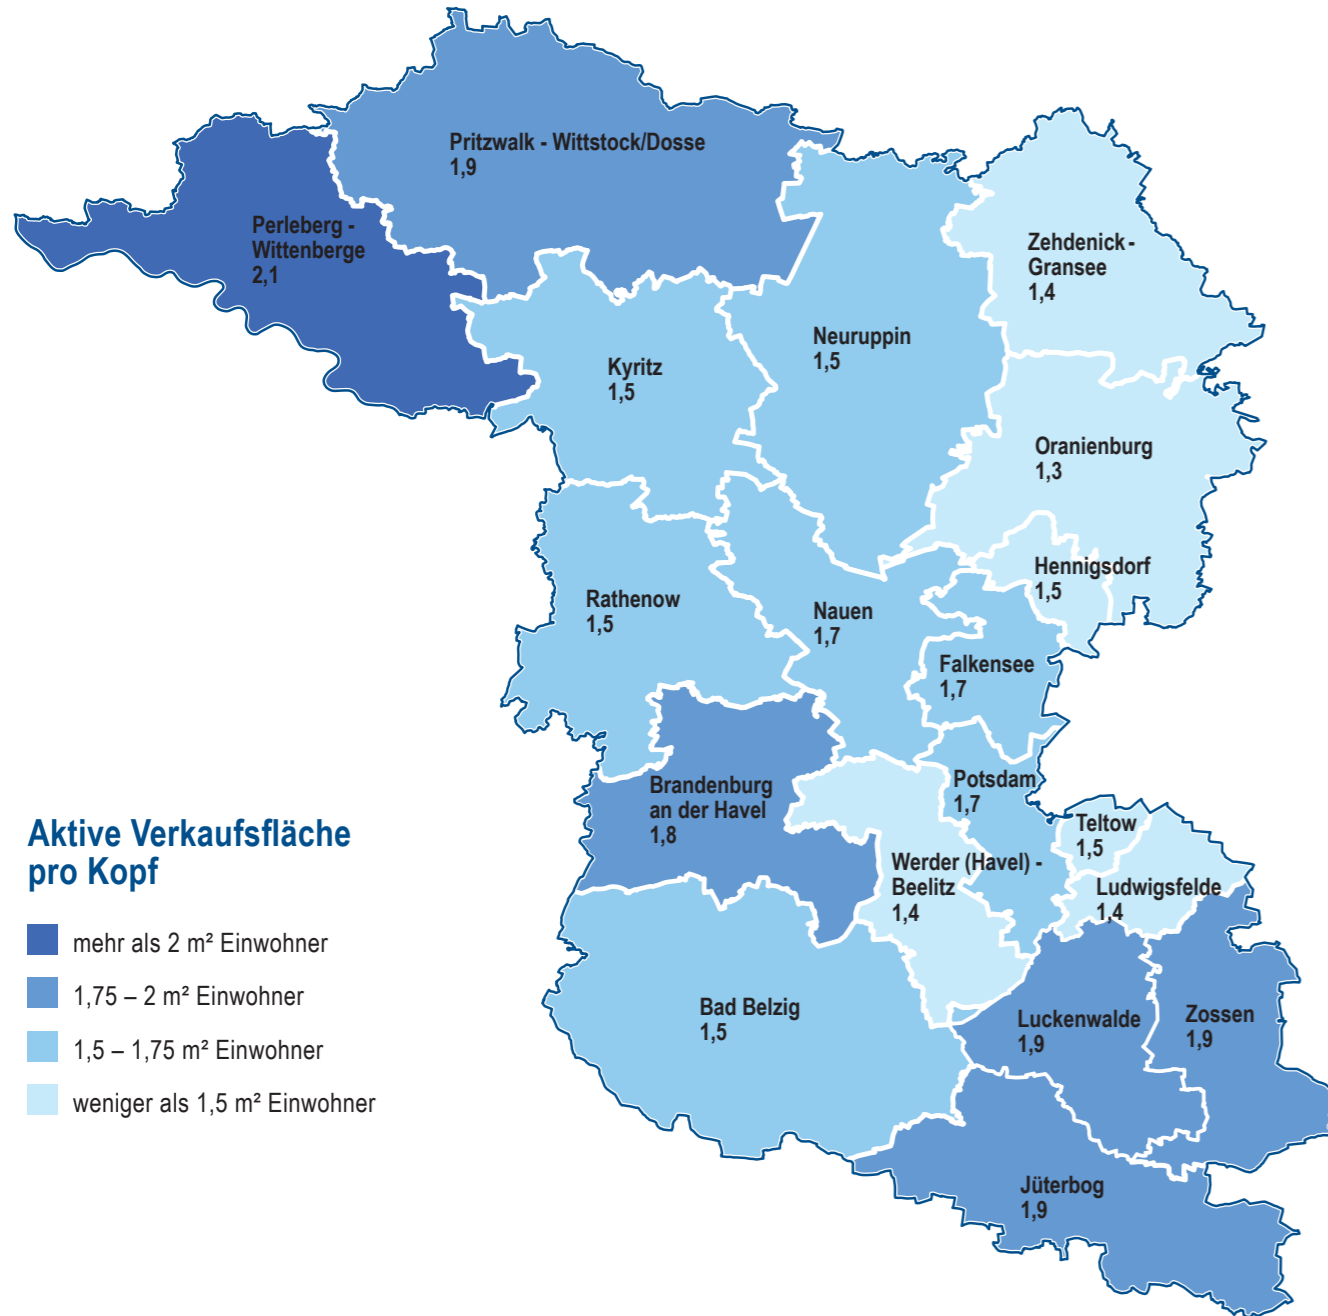 Pritzwalk - Wittstock/Dosse
1,9
Perleberg -
Wittenberge
2,1
Zehdenick -
Gransee
1,4
Neuruppin
1,5
Kyritz
1,5
Oranienburg
1,3
Hennigsdorf
1,5
Rathenow
1,5
Nauen
1,7
Falkensee
1,7
Potsdam
1,7
Brandenburg
an der Havel
1,8
Teltow
1,5
Werder (Havel) -
Beelitz
1,4
Ludwigsfelde
1,4
Bad Belzig
1,5
Luckenwalde
1,9
Zossen
1,9
Jüterbog
1,9
Aktive Verkaufsfläche
pro Kopf
mehr als 2 m² Einwohner
1,75 – 2 m² Einwohner
1,5 – 1,75 m² Einwohner
weniger als 1,5 m² Einwohner